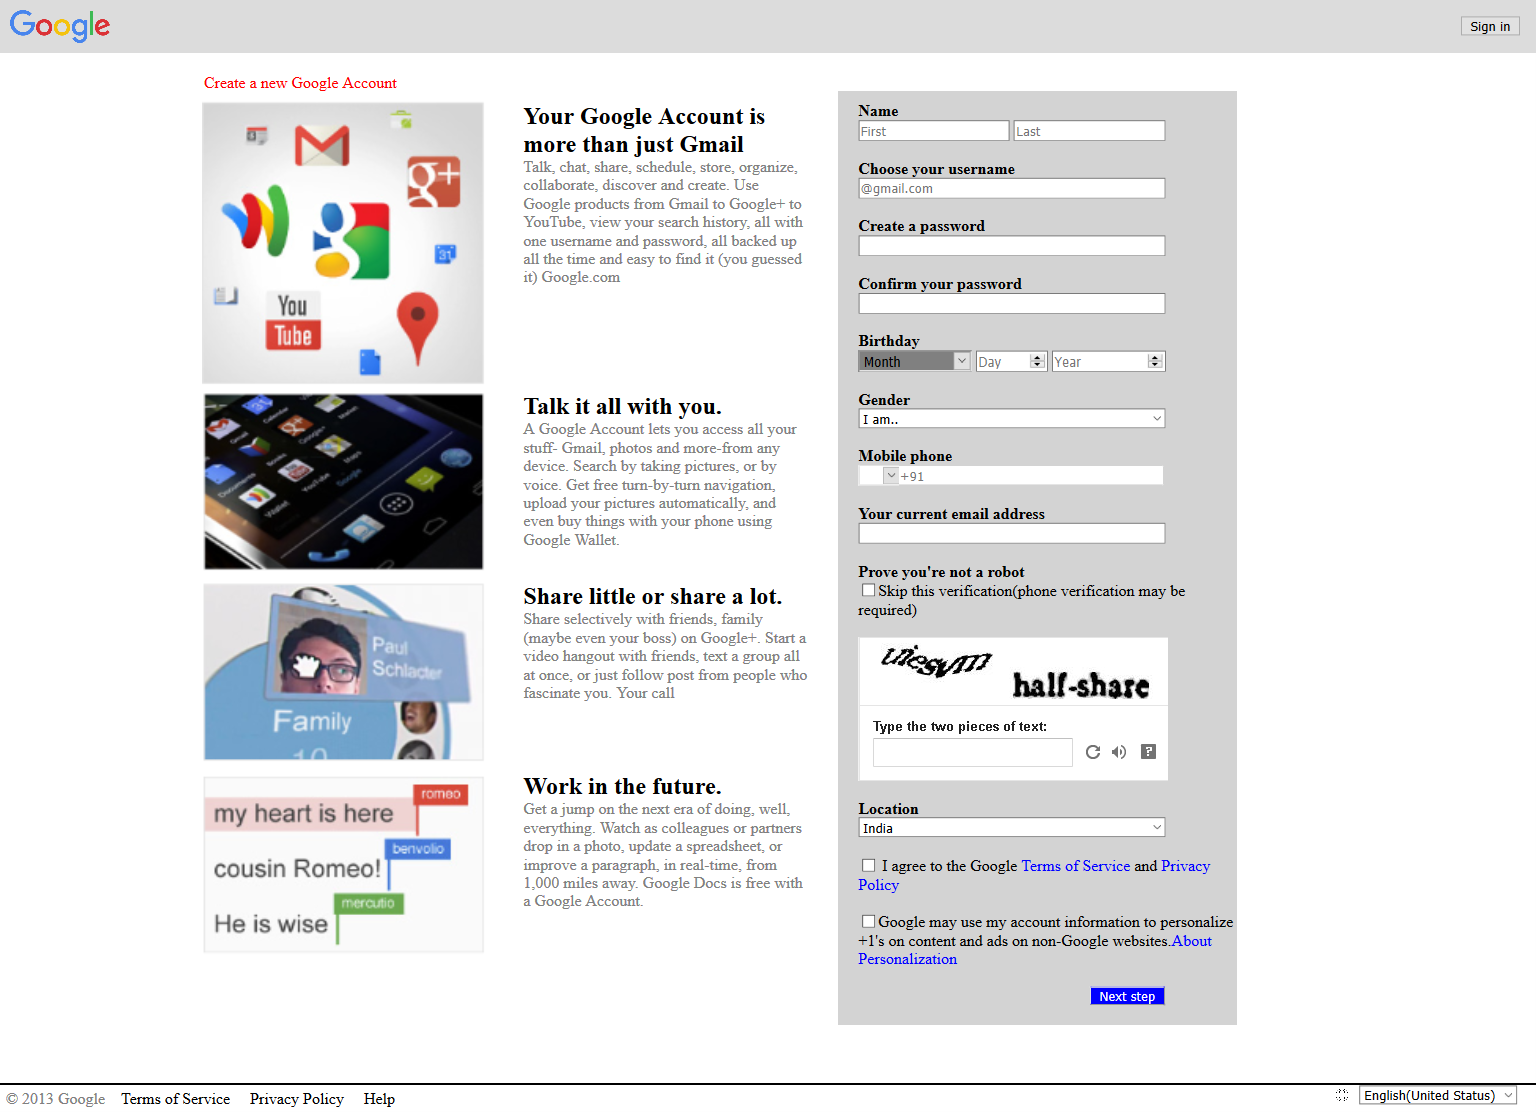 Google
Sign in
Create a new Google Account
You
Tube
31
g+
Your Google Account is
more than just Gmail
Talk, chat, share, schedule, store, organize,
collaborate, discover and create. Use
Google products from Gmail to Google+ to
YouTube, view your search history, all with
one username and password, all backed up
all the time and easy to find it (you guessed
it) Google.com
Talk it all with you.
A Google Account lets you access all your
stuff- Gmail, photos and more-from any
device. Search by taking pictures, or by
voice. Get free turn-by-turn navigation,
upload your pictures automatically, and
even buy things with your phone using
Google Wallet.
Paul
Schlacter
Family
10
Share little or share a lot.
Share selectively with friends, family
(maybe even your boss) on Google+. Start a
video hangout with friends, text a group all
at once, or just follow post from people who
fascinate you. Your call
romeo
my heart is here
benvolio
cousin Romeo!
mercutio
He is wise
Work in the future.
Get a jump on the next era of doing, well,
everything. Watch as colleagues or partners
drop in a photo, update a spreadsheet, or
improve a paragraph, in real-time, from
1,000 miles away. Google Docs is free with
a Google Account.
Name
First Last
Choose your username
@gmail.com
Create a password
Confirm your password
Birthday
Month Day Year
Gender
I am..
Mobile phone
+91
Your current email address
Prove you're not a robot
Skip this verification(phone verification may be
required)
half-share
Type the two pieces of text:
?
Location
India
I agree to the Google Terms of Service and Privacy
Policy
Google may use my account information to personalize
+1's on content and ads on non-Google websites.About
Personalization
Next step
© 2013 Google Terms of Service Privacy Policy Help
English(United Status)